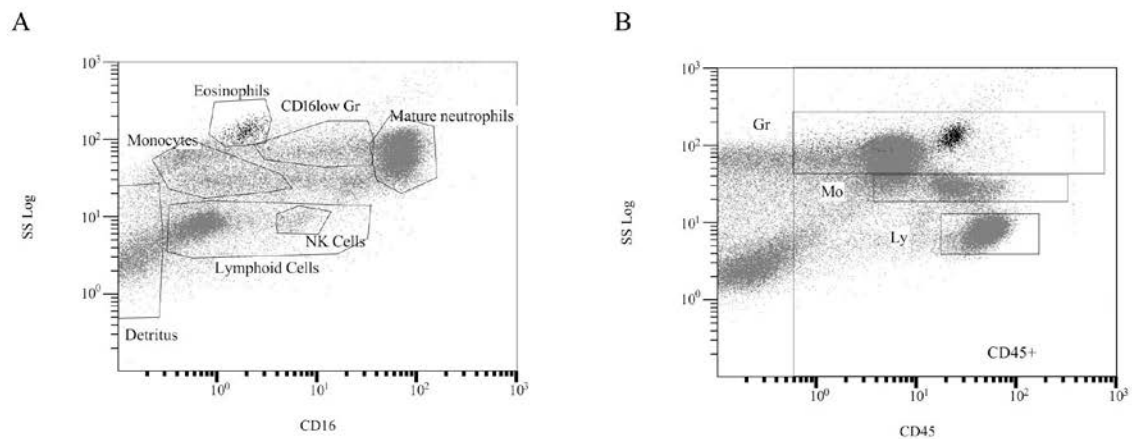 A
10³
Eosinophils
CD16low Gr
Mature neutrophils
10²
Monocytes
SS Log
10¹
NK Cells
Lymphoid Cells
10⁰
Detritus
10⁰
10¹
10²
10³
CD16
B
10³
Gr
10²
Mo
SS Log
10¹
Ly
10⁰
CD45+
10⁰
10¹
10²
10³
CD45